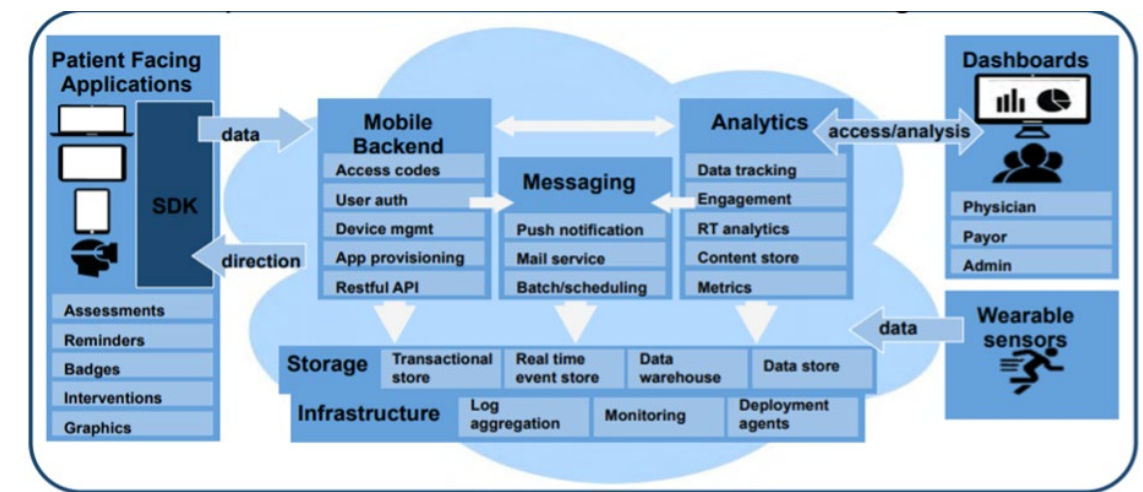 Patient Facing
Applications
SDK
Assessments
Reminders
Badges
Interventions
Graphics
data
direction
Mobile
Backend
Access codes
User auth
Device mgmt
App provisioning
Restful API
Messaging
Push notification
Mail service
Batch/scheduling
Analytics
Data tracking
Engagement
RT analytics
Content store
Metrics
access/analysis
Dashboards
Physician
Payor
Admin
data
Wearable
sensors
Storage
Transactional
store
Real time
event store
Data
warehouse
Data store
Infrastructure
Log
aggregation
Monitoring
Deployment
agents